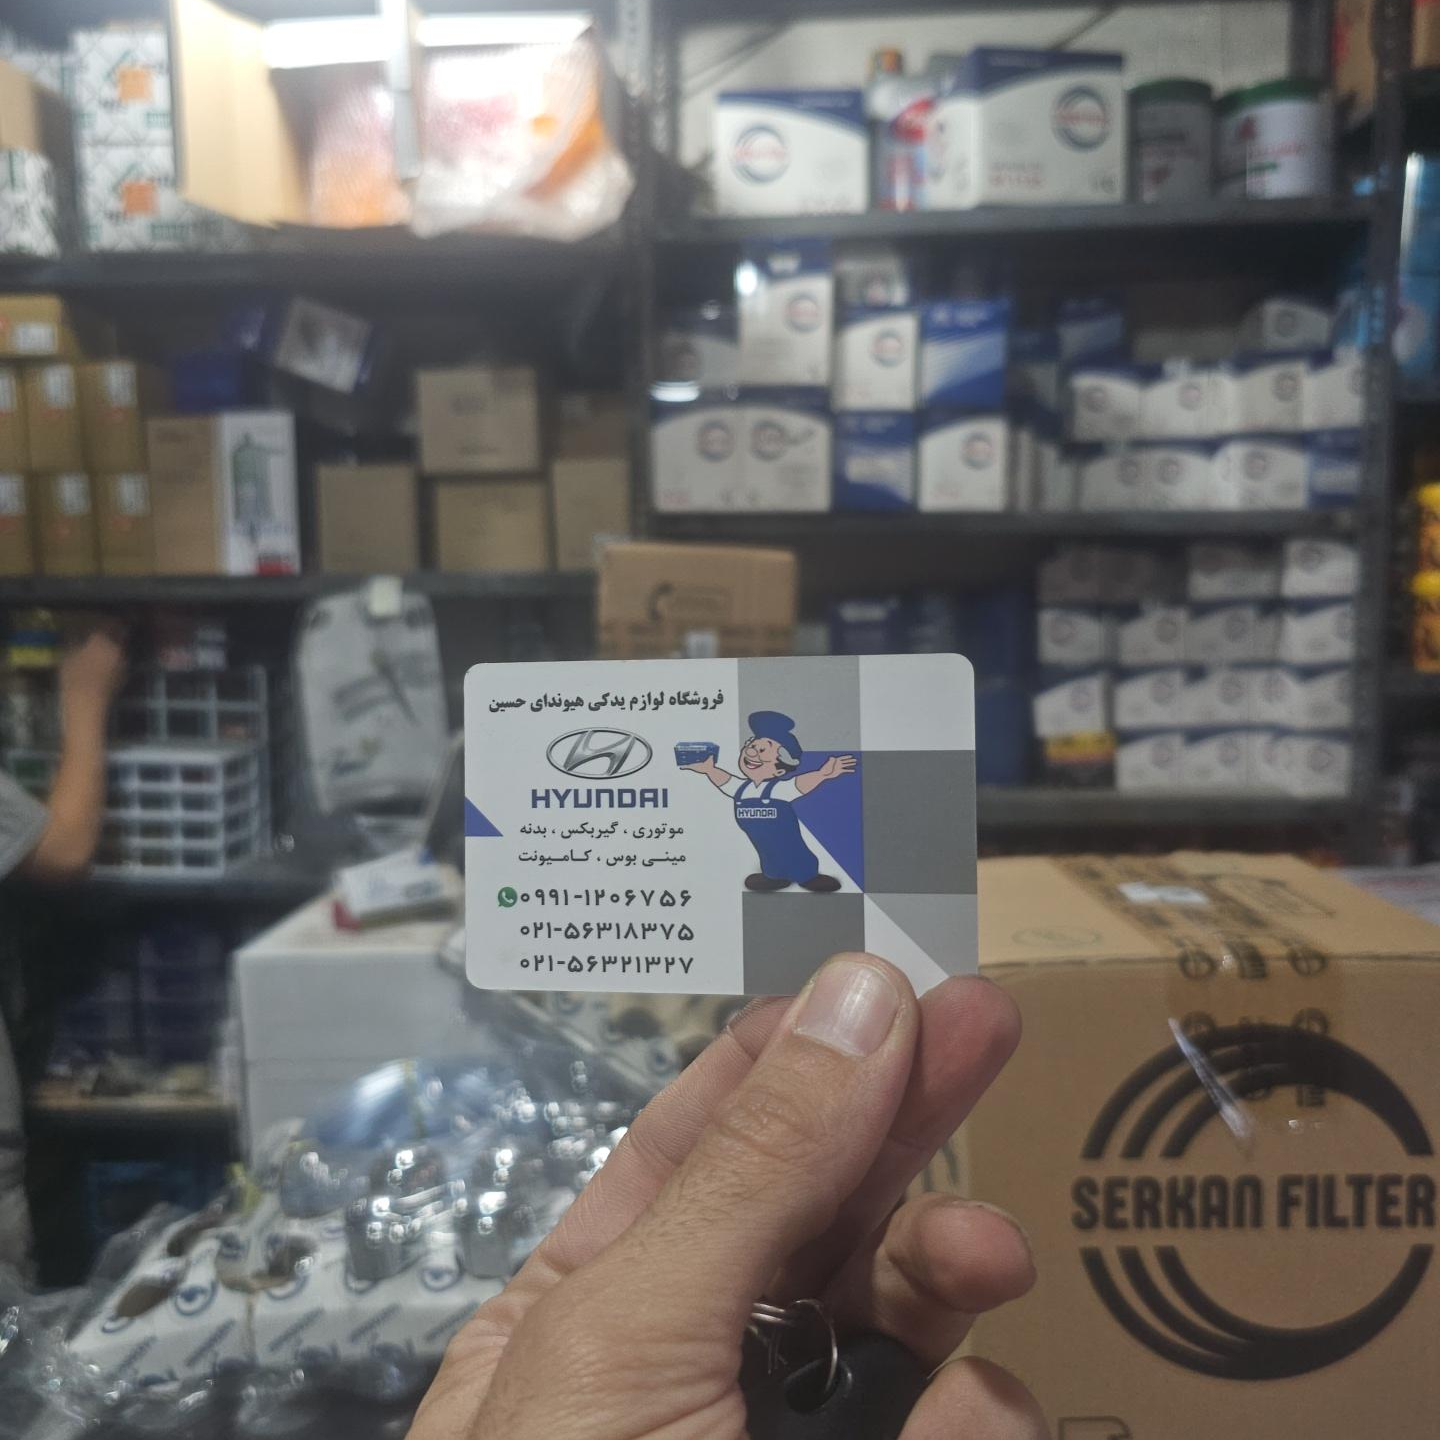 فروشگاه لوازم یدکی هیوندای حسین
HYUNDAI
HYUNDAI
موتوری ، گیربکس ، بدنه
مینی بوس ، کامیونت
۰۹۹۱-۱۲۰۶۷۵۶
۰۲۱-۵۶۳۱۸۳۷۵
۰۲۱-۵۶۳۲۱۳۲۷
SERKAN FILTER